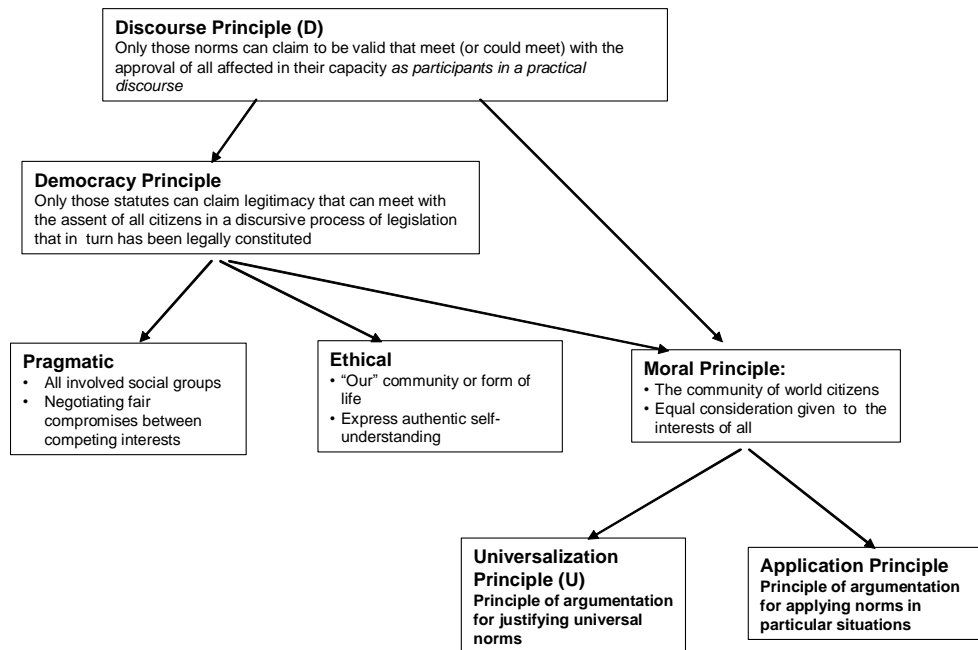 Discourse Principle (D)
Only those norms can claim to be valid that meet (or could meet) with the
approval of all affected in their capacity as participants in a practical
discourse
Democracy Principle
Only those statutes can claim legitimacy that can meet with
the assent of all citizens in a discursive process of legislation
that in turn has been legally constituted
Pragmatic
• All involved social groups
• Negotiating fair
compromises between
competing interests
Ethical
• “Our” community or form of
life
• Express authentic self-
understanding
Moral Principle:
• The community of world citizens
• Equal consideration given to the
interests of all
Universalization
Principle (U)
Principle of argumentation
for justifying universal
norms
Application Principle
Principle of argumentation
for applying norms in
particular situations